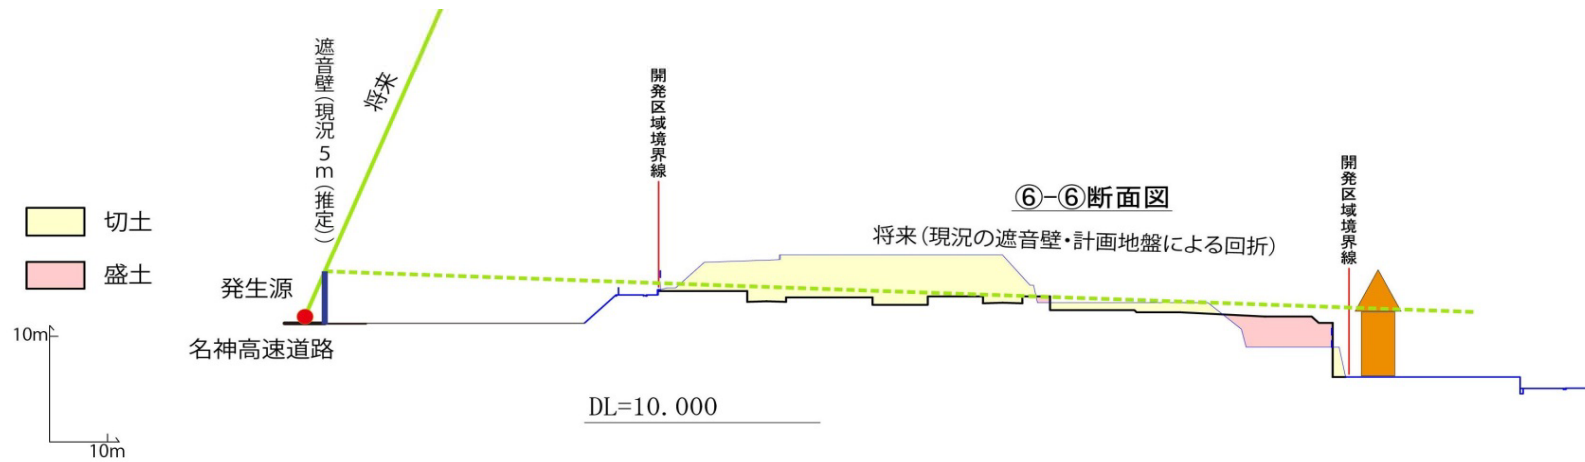 遮音壁(現況5m(推定))
将来
開発区域境界線
⑥-⑥断面図
将来(現況の遮音壁・計画地盤による回折)
開発区域境界線
切土
盛土
発生源
名神高速道路
10m
10m
DL=10.000